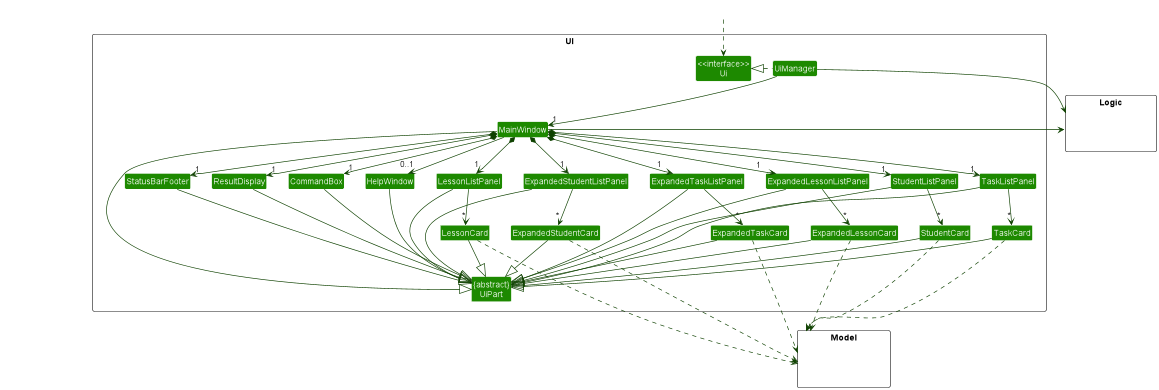 UI
<<interface>>
Ui
UiManager
Logic
1
MainWindow
1
1
1
0..1
1
1
1
1
1
1
StatusBarFooter
ResultDisplay
CommandBox
HelpWindow
LessonListPanel
ExpandedStudentListPanel
ExpandedTaskListPanel
ExpandedLessonListPanel
StudentListPanel
TaskListPanel
*
*
*
*
*
*
LessonCard
ExpandedStudentCard
ExpandedTaskCard
ExpandedLessonCard
StudentCard
TaskCard
{abstract}
UiPart
Model